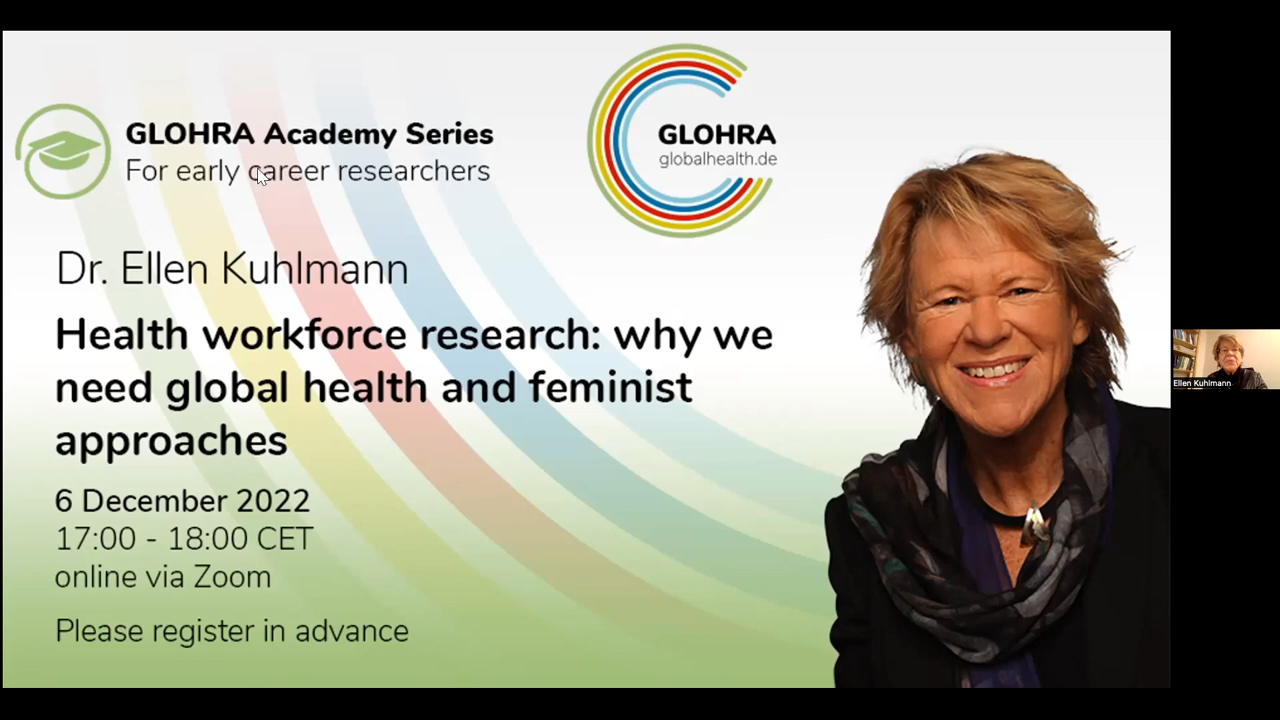 GLOHRA Academy Series
For early career researchers
GLOHRA
globalhealth.de
Dr. Ellen Kuhlmann
Health workforce research: why we
need global health and feminist
approaches
6 December 2022
17:00 - 18:00 CET
online via Zoom
Please register in advance
Ellen Kuhlmann